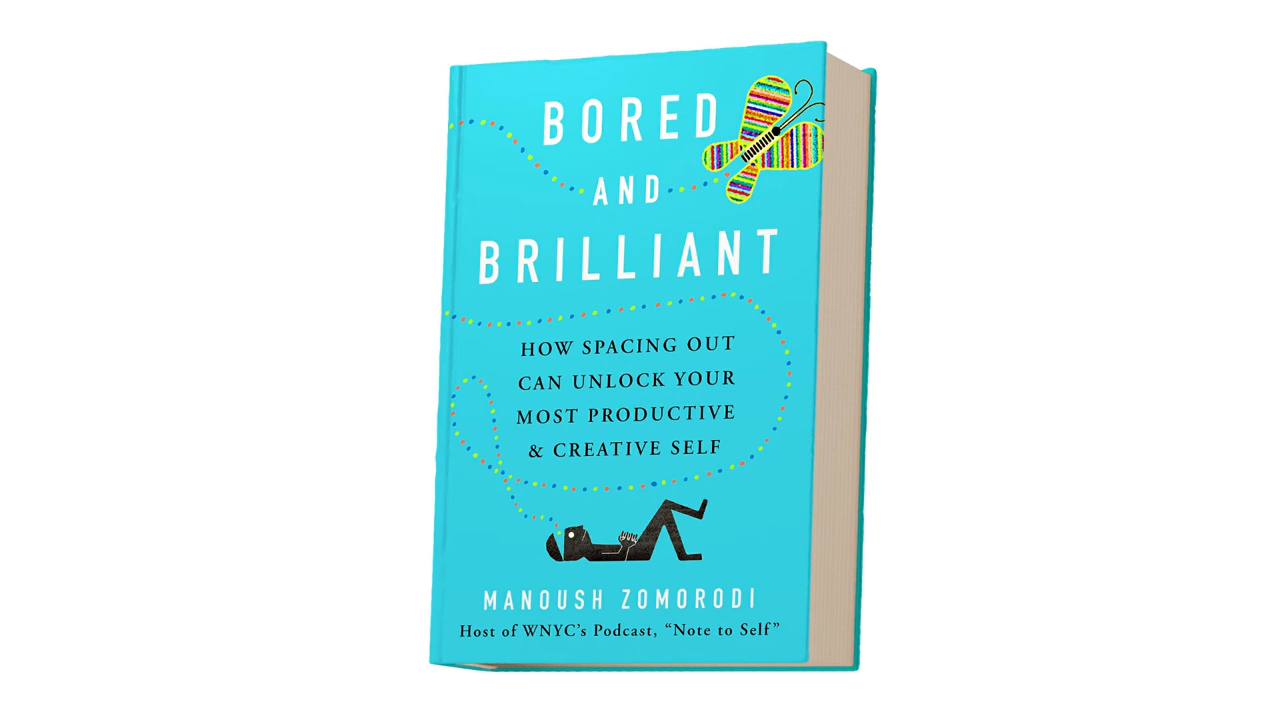 BORED
AND
BRILLIANT
HOW SPACING OUT
CAN UNLOCK YOUR
MOST PRODUCTIVE
& CREATIVE SELF
MANOUSH ZOMORODI
Host of WNYC's Podcast, “Note to Self”